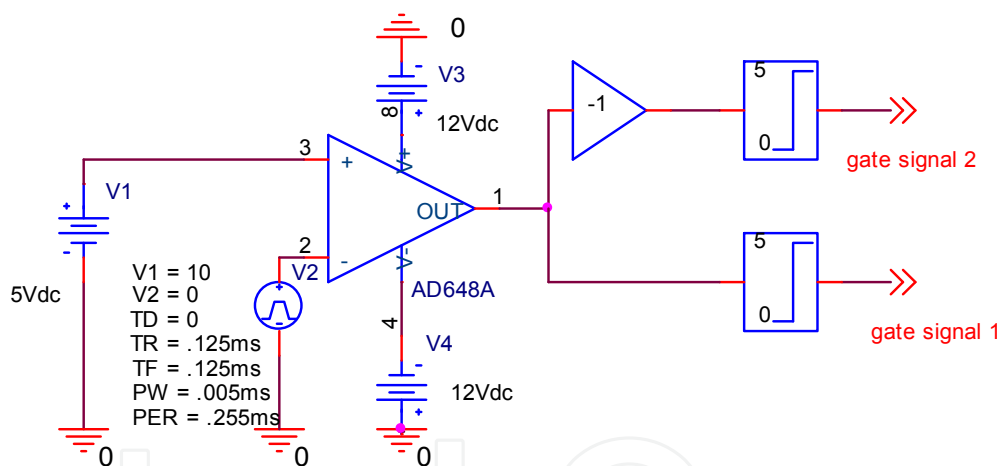 0
V3
8
12Vdc
V+
3
+
V1
5Vdc
0
2
-
V2
V1 = 10
V2 = 0
TD = 0
TR = .125ms
TF = .125ms
PW = .005ms
PER = .255ms
0
OUT
1
V-
AD648A
4
V4
12Vdc
0
-1
5
0
gate signal 2
5
0
gate signal 1